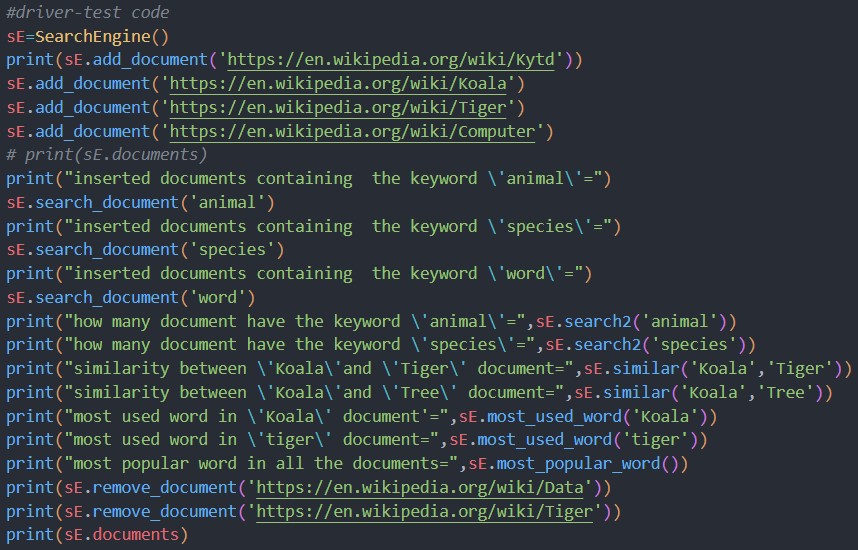 #driver-test code
sE=SearchEngine()
print(sE.add_document('https://en.wikipedia.org/wiki/Kytd'))
sE.add_document('https://en.wikipedia.org/wiki/Koala')
sE.add_document('https://en.wikipedia.org/wiki/Tiger')
sE.add_document('https://en.wikipedia.org/wiki/Computer')
# print(sE.documents)
print("inserted documents containing  the keyword \'animal\'=")
sE.search_document('animal')
print("inserted documents containing  the keyword \'species\'=")
sE.search_document('species')
print("inserted documents containing  the keyword \'word\'=")
sE.search_document('word')
print("how many document have the keyword \'animal\'=",sE.search2('animal'))
print("how many document have the keyword \'species\'=",sE.search2('species'))
print("similarity between \'Koala\'and \'Tiger\' document=",sE.similar('Koala','Tiger'))
print("similarity between \'Koala\'and \'Tree\' document=",sE.similar('Koala','Tree'))
print("most used word in \'Koala\' document'=",sE.most_used_word('Koala'))
print("most used word in \'tiger\' document=",sE.most_used_word('tiger'))
print("most popular word in all the documents=",sE.most_popular_word())
print(sE.remove_document('https://en.wikipedia.org/wiki/Data'))
print(sE.remove_document('https://en.wikipedia.org/wiki/Tiger'))
print(sE.documents)